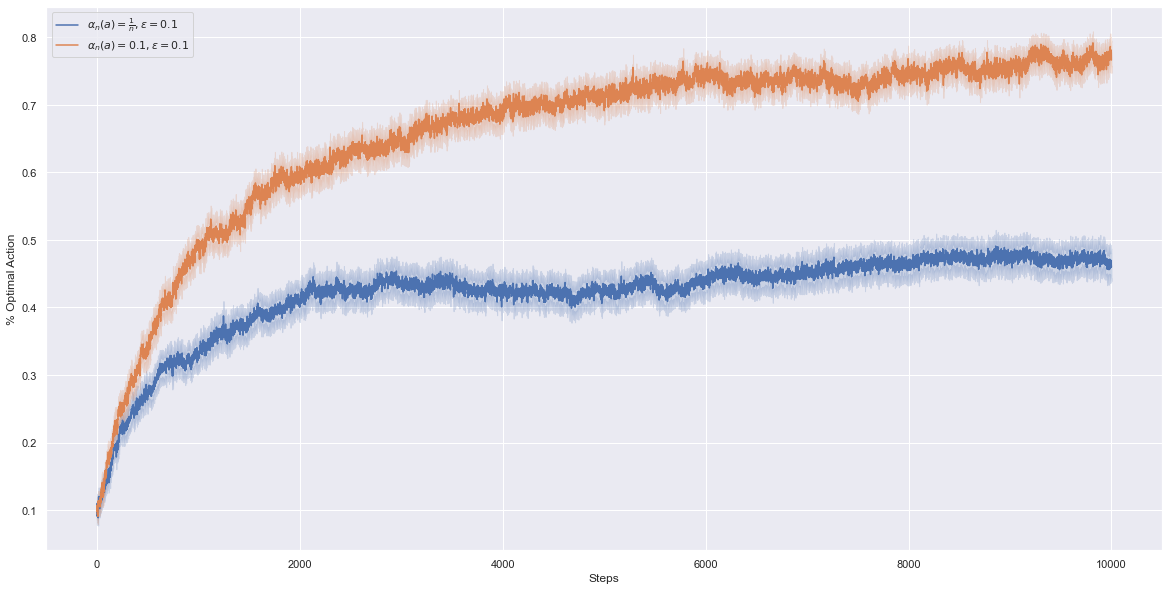 αₙ(a) = 1/n, ε = 0.1
αₙ(a) = 0.1, ε = 0.1
0.8
0.7
0.6
0.5
0.4
0.3
0.2
0.1
% Optimal Action
0 2000 4000 6000 8000 10000
Steps